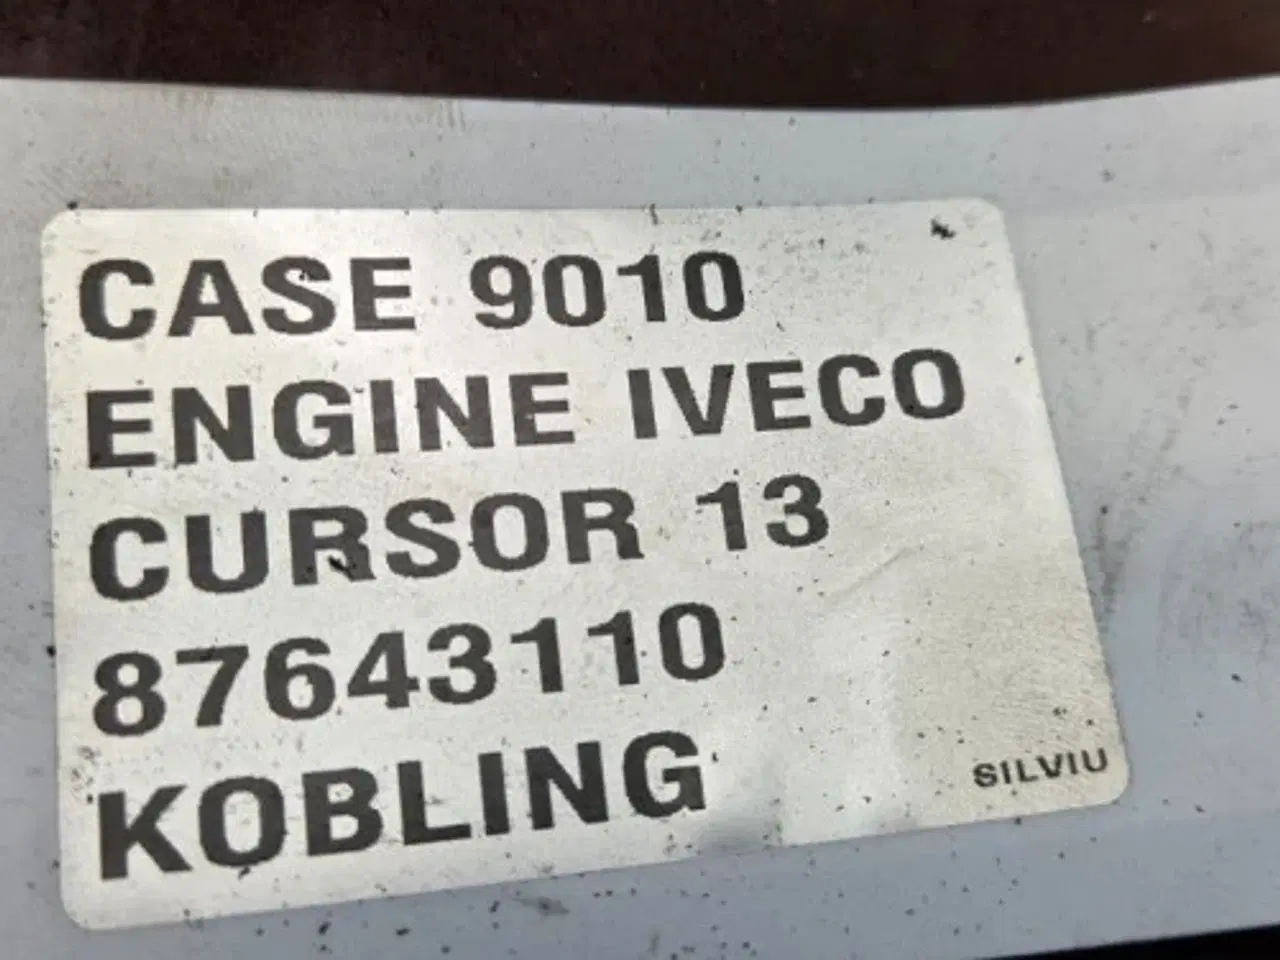 CASE 9010
ENGINE IVECO
CURSOR 13
87643110
KOBLING
SILVIU